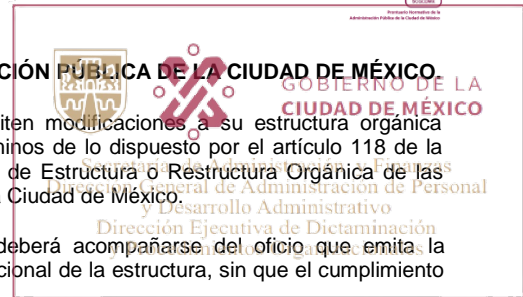 Prontuario Normativo de la
Administración Pública de la Ciudad de México
CIÓN PÚBLICA DE LA CIUDAD DE MÉXICO.
GOBIERNO DE LA
CIUDAD DE MÉXICO
iten modificaciones a su estructura orgánica
minos de lo dispuesto por el artículo 118 de la
Secretaría de Administración y Finanzas
de Estructura o Restructura Orgánica de las
Dirección General de Administración de Personal
a Ciudad de México.
y Desarrollo Administrativo
Dirección Ejecutiva de Dictaminación
deberá acompañarse del oficio que emita la
y Procedimientos Organizacionales
cional de la estructura, sin que el cumplimiento